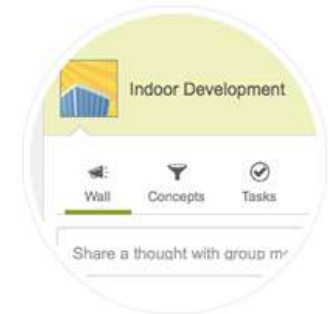 Indoor Development
Wall Concepts Tasks
Share a thought with group